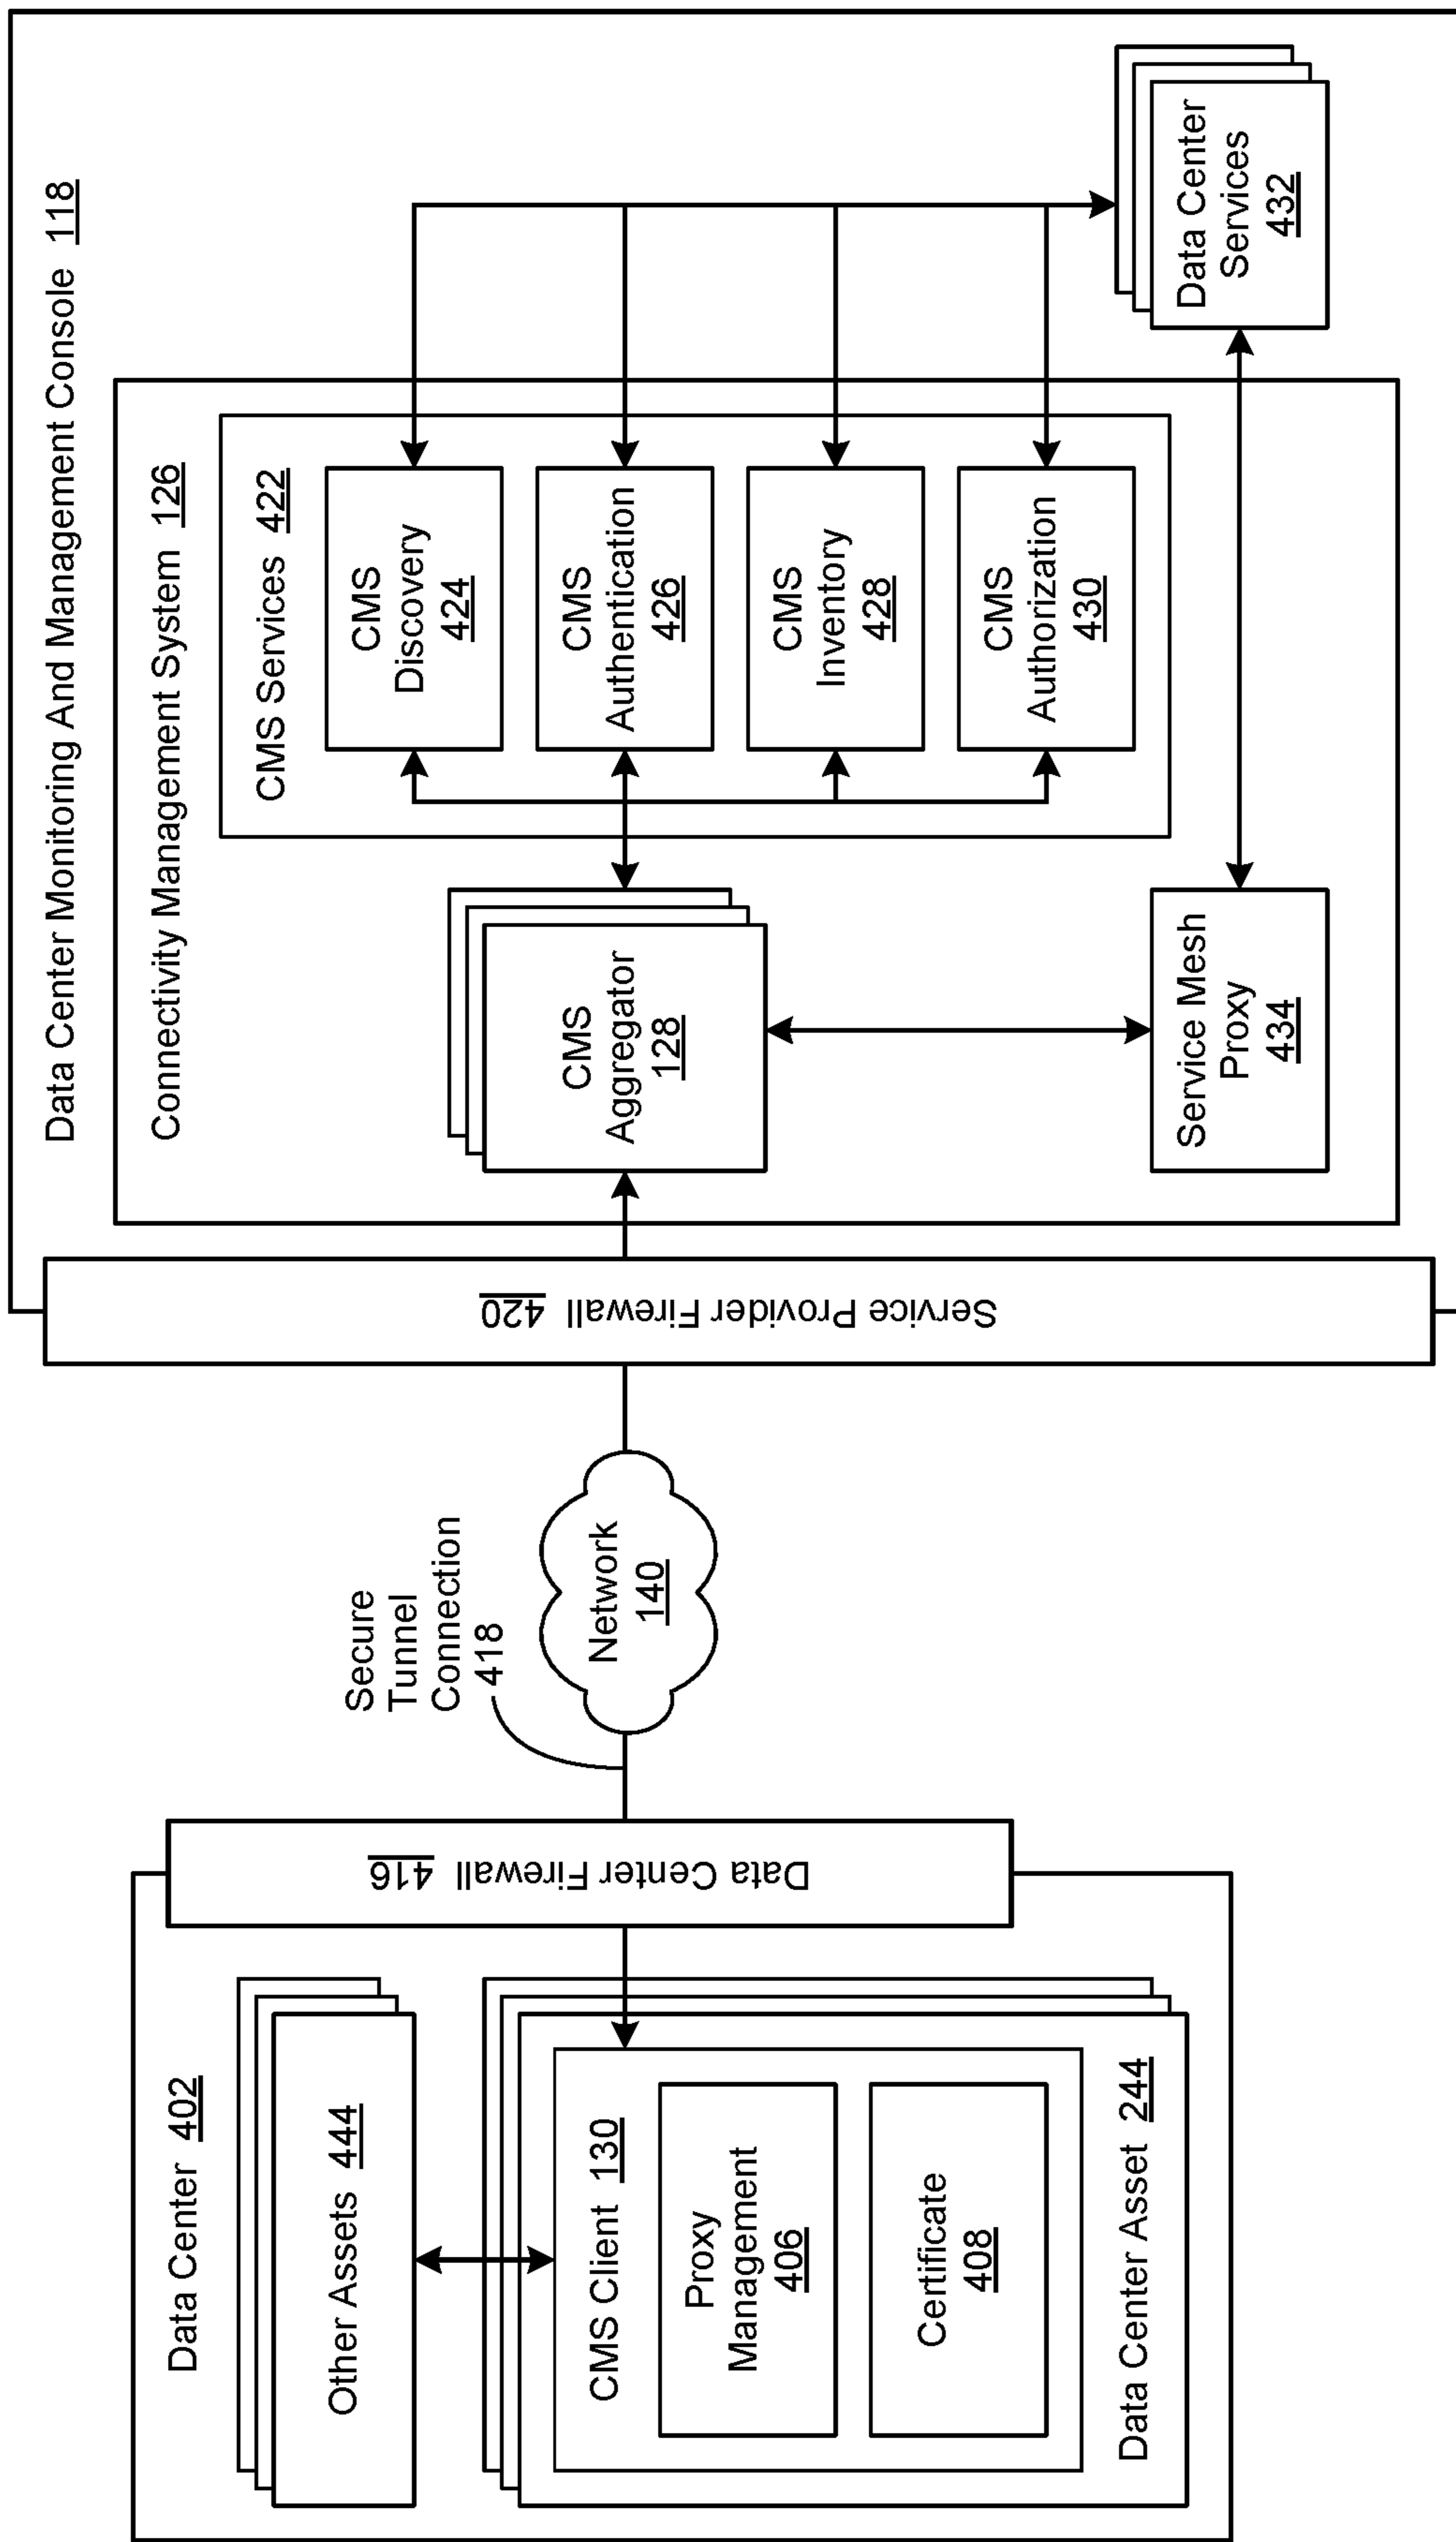 Data Center 402
Other Assets 444
CMS Client 130
Proxy
Management
406
Certificate
408
Data Center Asset 244
Data Center Firewall 416
Secure
Tunnel
Connection
418
Network
140
Service Provider Firewall 420
Data Center Monitoring And Management Console 118
Connectivity Management System 126
CMS
Aggregator
128
Service Mesh
Proxy
434
CMS Services 422
CMS
Discovery
424
CMS
Authentication
426
CMS
Inventory
428
CMS
Authorization
430
Data Center
Services
432